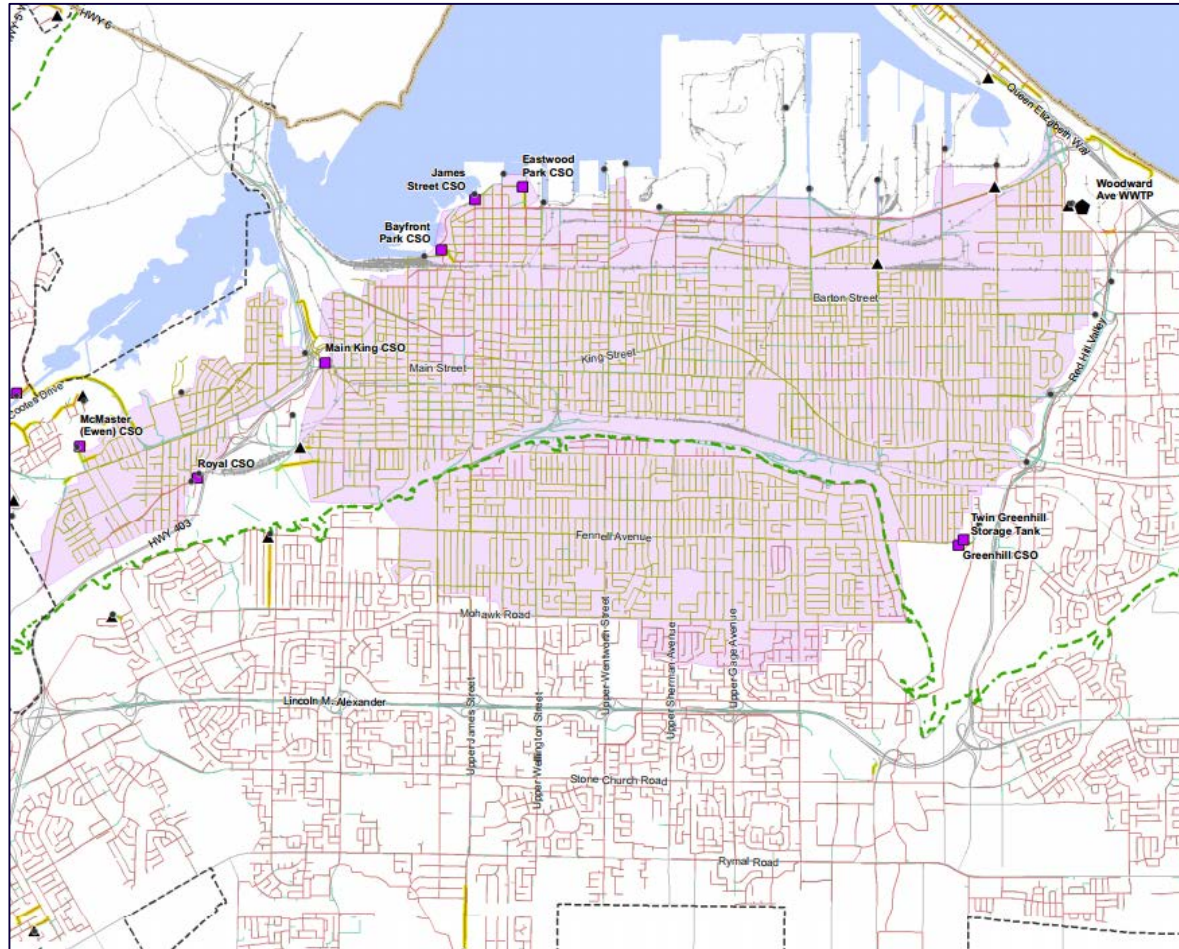 HWY 5
HWY 6
Queen Elizabeth Way
Eastwood
Park CSO
James
Street CSO
Woodward
Ave WWTP
Bayfront
Park CSO
Barton Street
Red Hill Valley
Main King CSO
King Street
Main Street
Cootes Drive
McMaster
(Ewen) CSO
Royal CSO
HWY 403
Twin Greenhill
Storage Tank
Greenhill CSO
Fennell Avenue
Mohawk Road
Upper Wentworth Street
Upper Sherman Avenue
Upper Gage Avenue
Lincoln M. Alexander
Upper James Street
Upper Wellington Street
Stone Church Road
Rymal Road